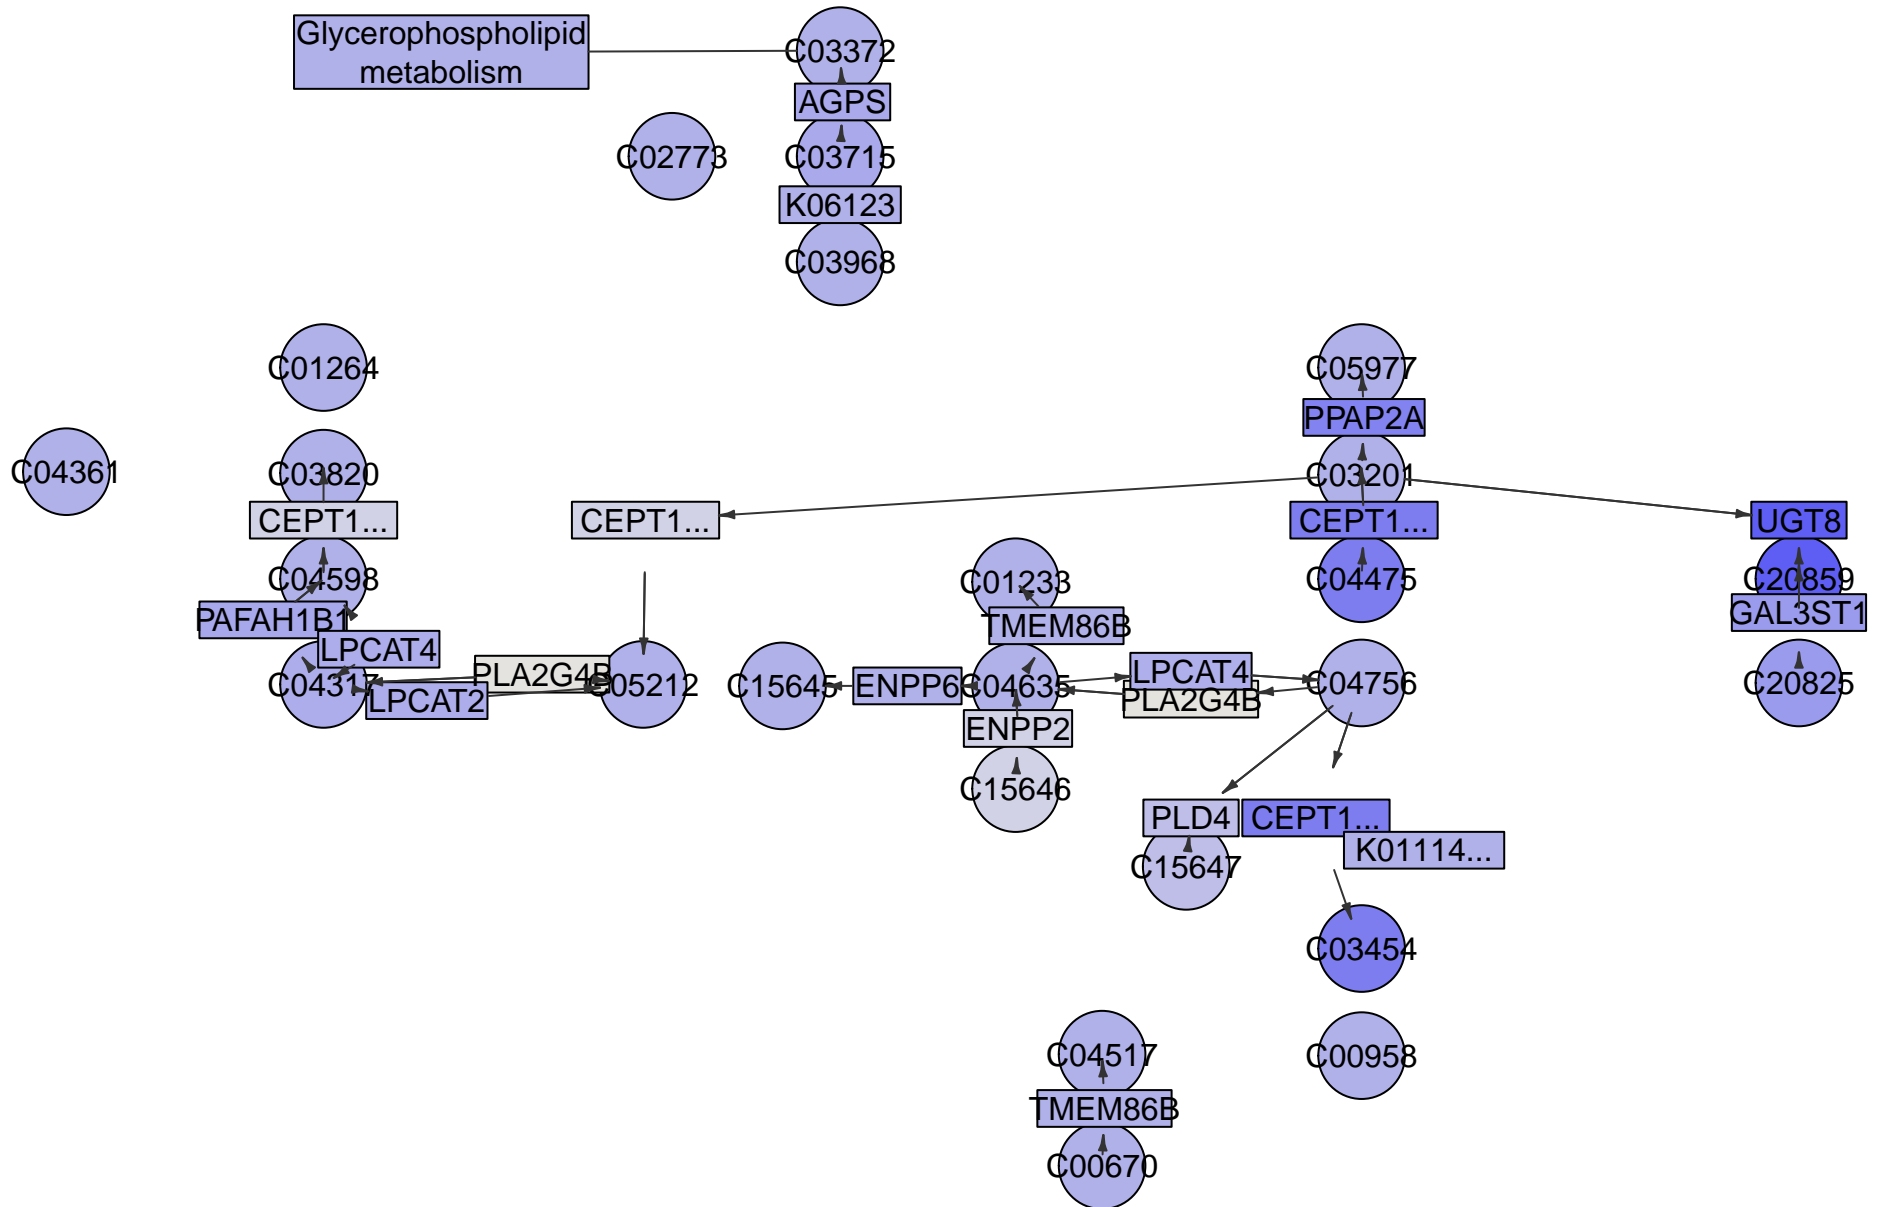 Glycerophospholipid
metabolism
C03372
AGPS
C02773
C03715
K06123
C03968
C01264
C05977
PPAP2A
C04361
C03820
C03201
CEPT1...
CEPT1...
CEPT1...
UGT8
C04598
C01233
C04475
C20859
PAFAH1B1
TMEM86B
GAL3ST1
LPCAT4
C04317
PLA2G4B
C05212
LPCAT2
C15645
ENPP6
C04635
LPCAT4
PLA2G4B
C04756
C20825
ENPP2
C15646
PLD4
CEPT1...
K01114...
C15647
C03454
C04517
C00958
TMEM86B
C00670